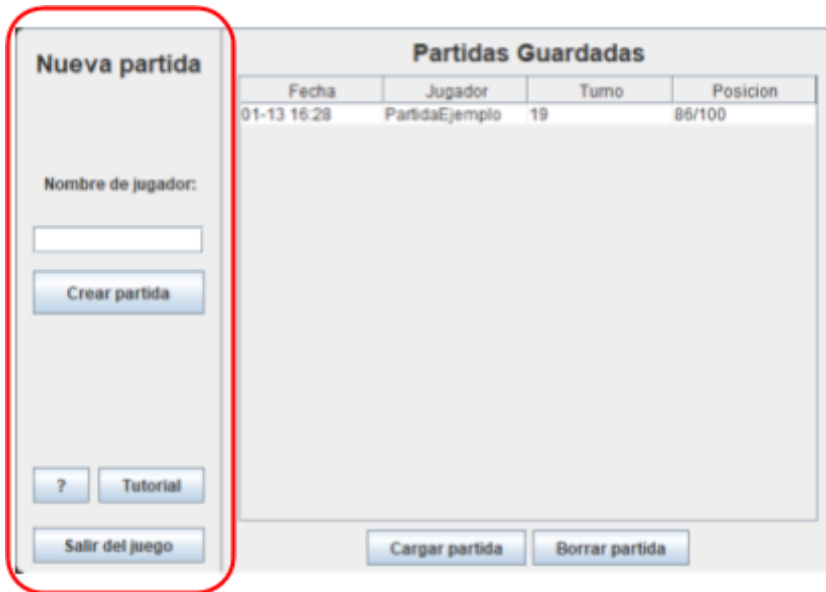 Nueva partida
Nombre de jugador:
Crear partida
?
Tutorial
Salir del juego
Partidas Guardadas
Fecha Jugador Turno Posicion
01-13 16:28 PartidaEjemplo 19 86/100
Cargar partida Borrar partida